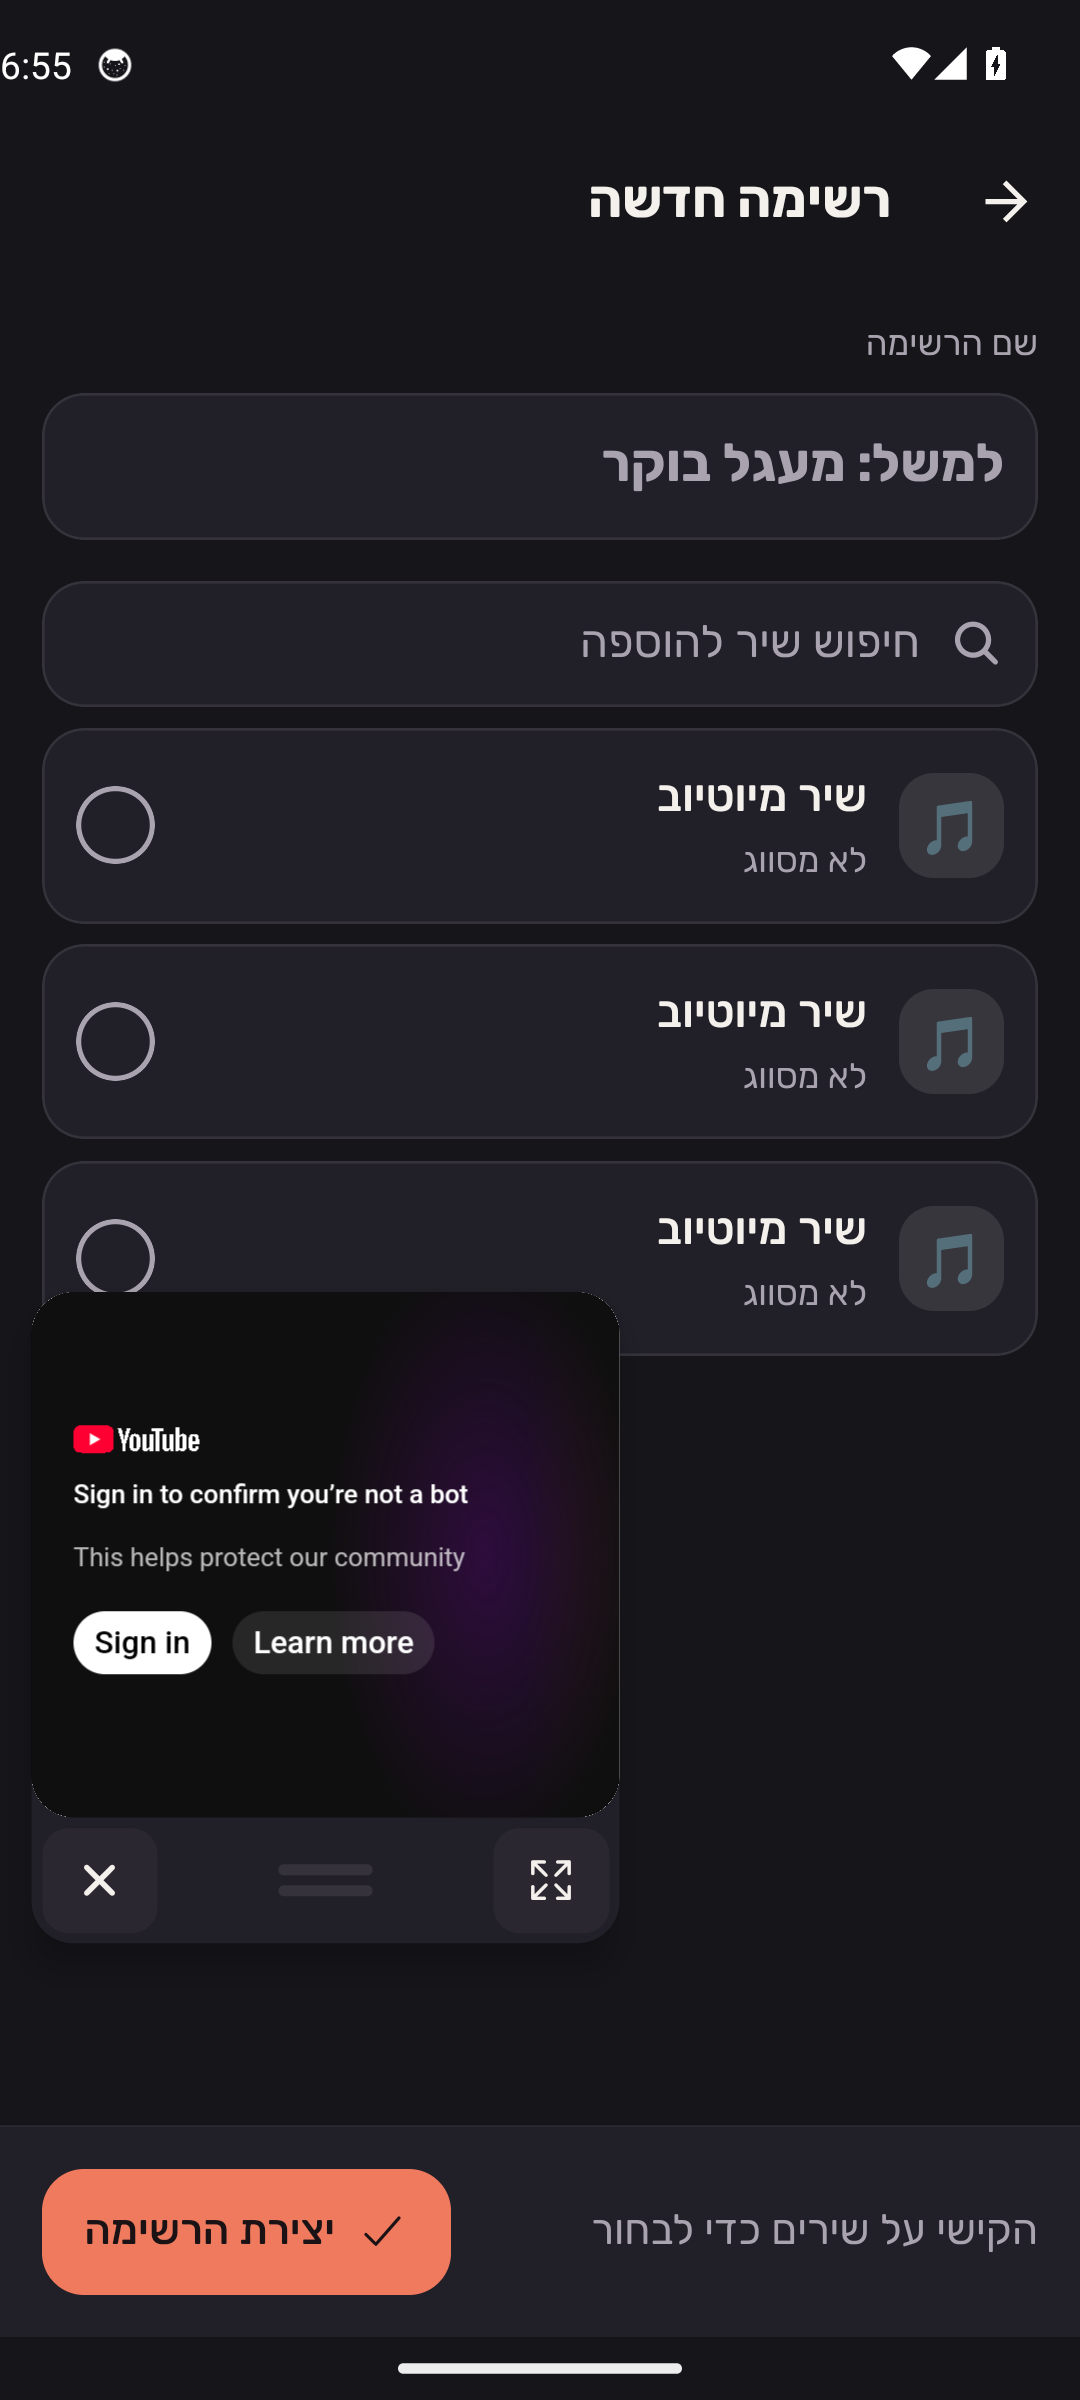 6:55
רשימה חדשה
שם הרשימה
למשל: מעגל בוקר
חיפוש שיר להוספה
שיר מיוטיוב
לא מסווג
שיר מיוטיוב
לא מסווג
שיר מיוטיוב
לא מסווג
YouTube
Sign in to confirm you’re not a bot
This helps protect our community
Sign in
Learn more
הקישי על שירים כדי לבחור
יצירת הרשימה